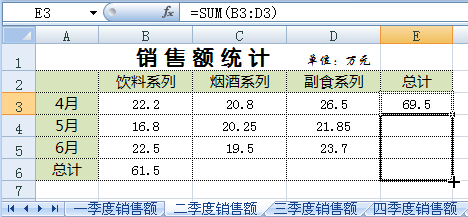 E3 =SUM(B3:D3)
A B C D E
1 销售额统计 单位：万元
2 饮料系列 烟酒系列 副食系列 总计
3 4月 22.2 20.8 26.5 69.5
4 5月 16.8 20.25 21.85
5 6月 22.5 19.5 23.7
6 总计 61.5
7
一季度销售额 二季度销售额 三季度销售额 四季度销售额